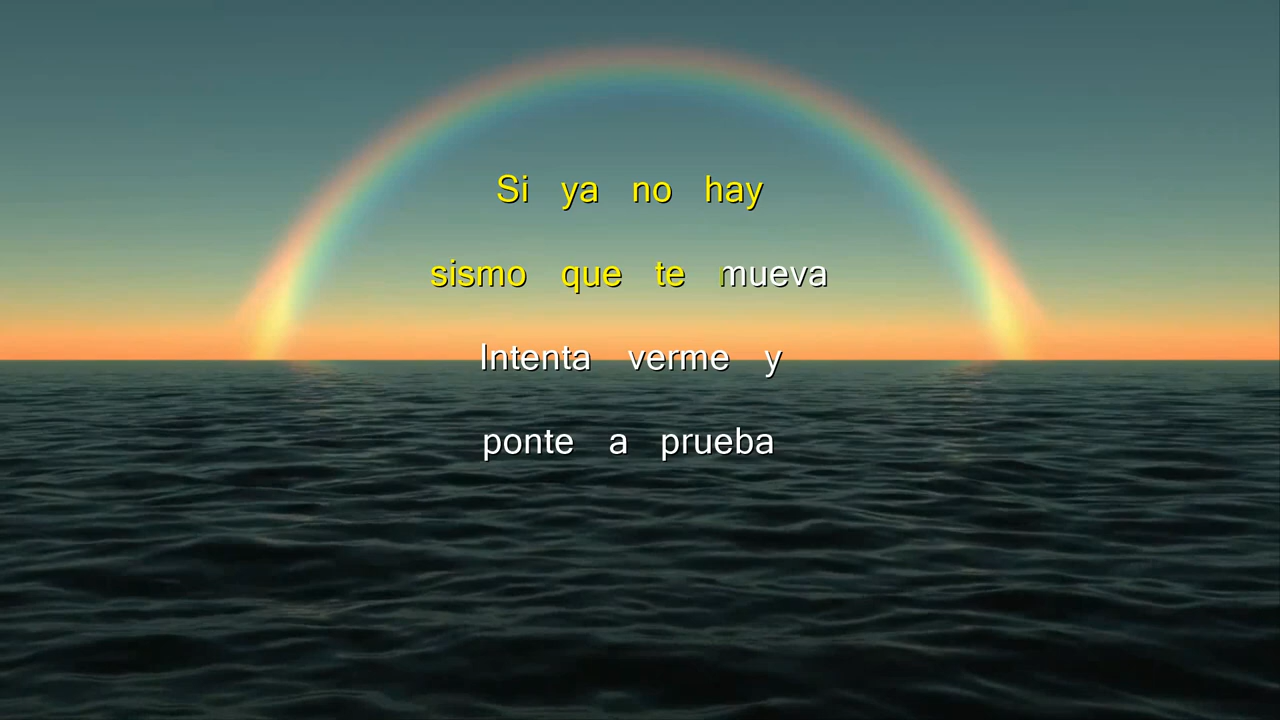 Si ya no hay
sismo que te mueva
Intenta verme y
ponte a prueba